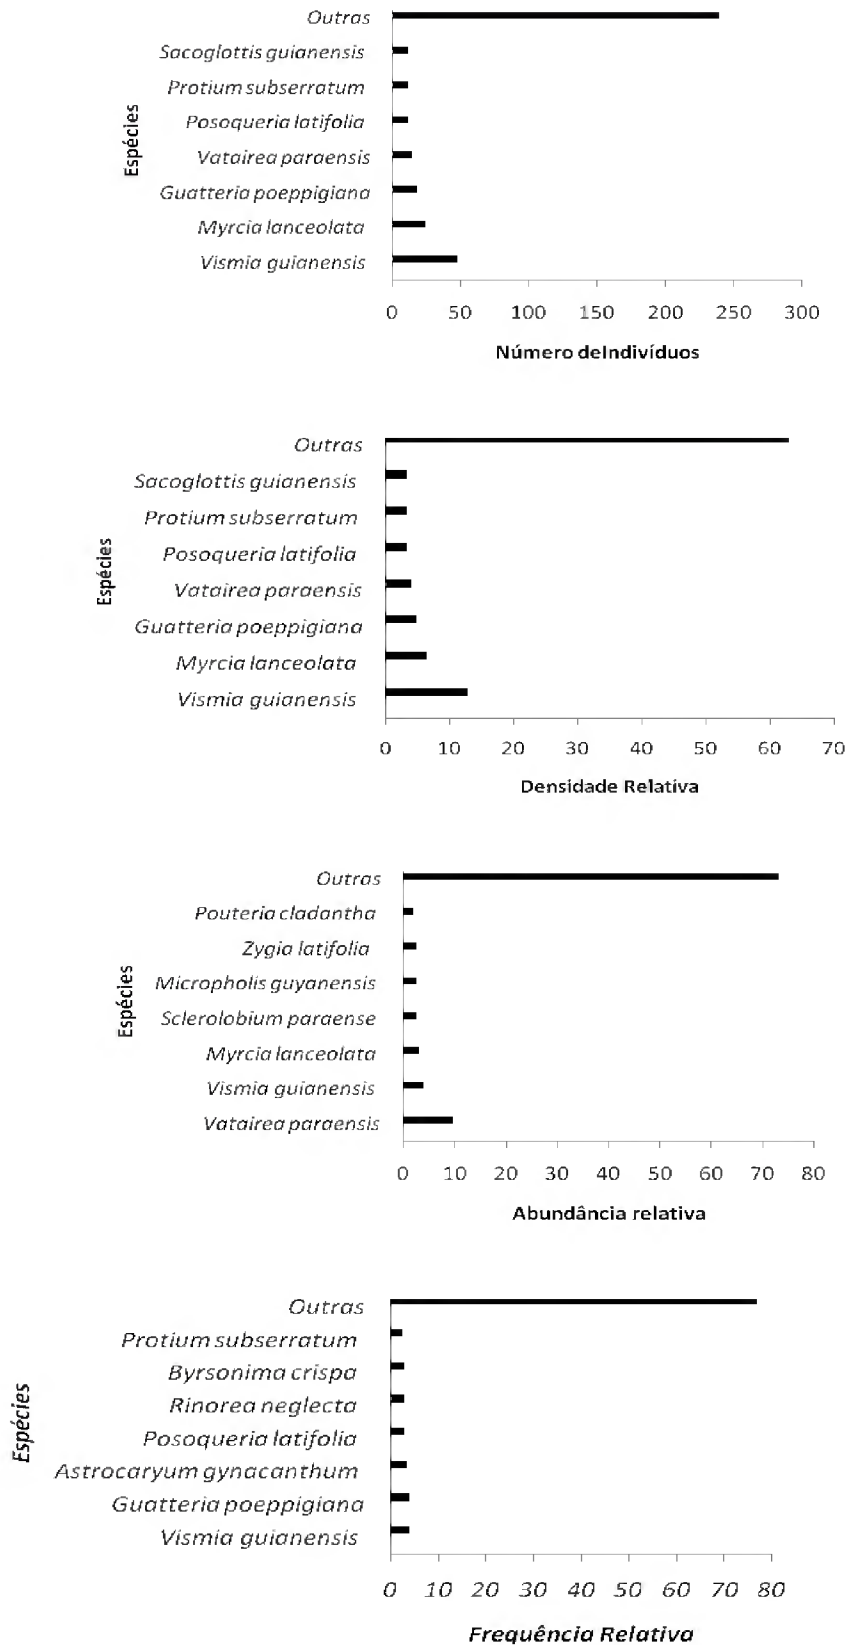 Outras
Sacoglottis guianensis
Protium subserratum
Posoqueria latifolia
Vatairea paraensis
Guatteria poeppigiana
Myrcia lanceolata
Vismia guianensis
Espécies
0 50 100 150 200 250 300
Número deIndivíduos
Outras
Sacoglottis guianensis
Protium subserratum
Posoqueria latifolia
Vatairea paraensis
Guatteria poeppigiana
Myrcia lanceolata
Vismia guianensis
Espécies
0 10 20 30 40 50 60 70
Densidade Relativa
Outras
Pouteria cladantha
Zygia latifolia
Micropholis guyanensis
Sclerolobium paraense
Myrcia lanceolata
Vismia guianensis
Vatairea paraensis
Espécies
0 10 20 30 40 50 60 70 80
Abundância relativa
Outras
Protium subserratum
Byrsonima crispa
Rinorea neglecta
Posoqueria latifolia
Astrocaryum gynacanthum
Guatteria poeppigiana
Vismia guianensis
Espécies
0 10 20 30 40 50 60 70 80
Frequência Relativa